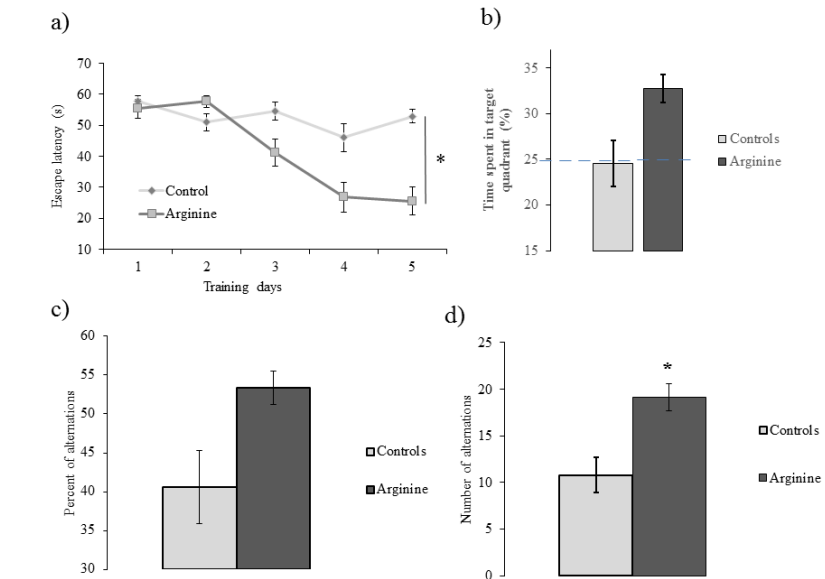 a)
70
60
50
40
30
20
10
Escape latency (s)
Control
Arginine
*
1 2 3 4 5
Training days
b)
35
30
25
20
15
Time spent in target
quadrant (%)
Controls
Arginine
c)
60
55
50
45
40
35
30
Percent of alternations
Controls
Arginine
d)
25
20
15
10
5
0
Number of alternations
*
Controls
Arginine